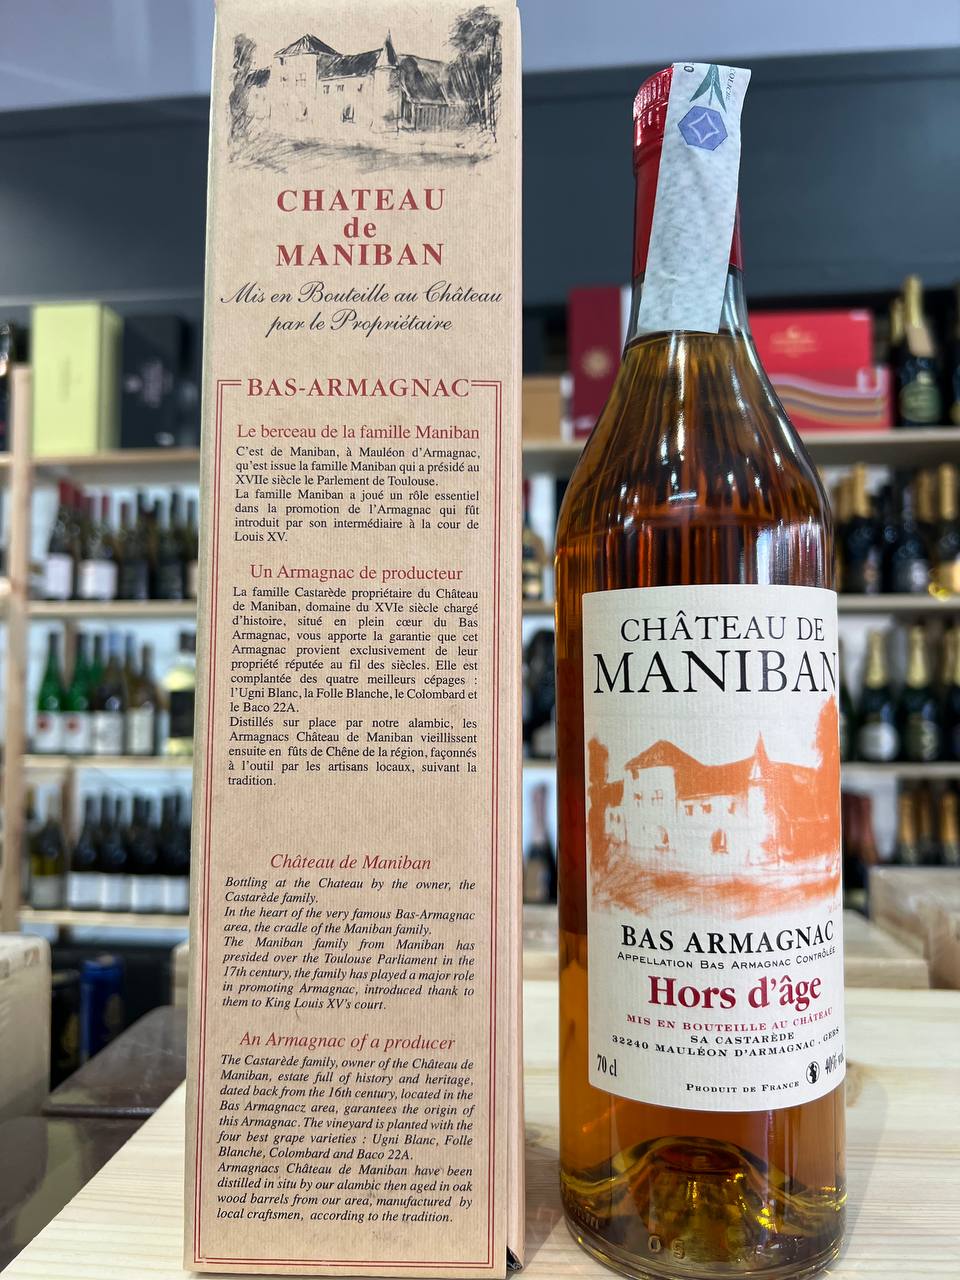 CHATEAU
de
MANIBAN
Mis en Bouteille au Château
par le Propriétaire
BAS-ARMAGNAC
Le berceau de la famille Maniban
C'est de Maniban, à Mauléon d'Armagnac,
qu'est issue la famille Maniban qui a présidé au
XVIIe siècle le Parlement de Toulouse.
La famille Maniban a joué un rôle essentiel
dans la promotion de l'Armagnac qui fût
introduit par son intermédiaire à la cour de
Louis XV.
Un Armagnac de producteur
La famille Castarède propriétaire du Château
de Maniban, domaine du XVIe siècle chargé
d'histoire, situé en plein cœur du Bas
Armagnac, vous apporte la garantie que cet
Armagnac provient exclusivement de leur
propriété réputée au fil des siècles. Elle est
complantée des quatre meilleurs cépages :
l'Ugni Blanc, la Folle Blanche, le Colombard et
le Baco 22A.
Distillés sur place par notre alambic, les
Armagnacs Château de Maniban vieillissent
ensuite en fûts de Chêne de la région, façonnés
à l'outil par les artisans locaux, suivant la
tradition.
Château de Maniban
Bottling at the Chateau by the owner, the
Castarède family.
In the heart of the very famous Bas-Armagnac
area, the cradle of the Maniban family.
The Maniban family from Maniban has
presided over the Toulouse Parliament in the
17th century, the family has played a major role
in promoting Armagnac, introduced thank to
them to King Louis XV's court.
An Armagnac of a producer
The Castarède family, owner of the Château de
Maniban, estate full of history and heritage,
dated back from the 16th century, located in the
Bas Armagnacz area, garantees the origin of
this Armagnac. The vineyard is planted with the
four best grape varieties : Ugni Blanc, Folle
Blanche, Colombard and Baco 22A.
Armagnacs Château de Maniban have been
distilled in situ by our alambic then aged in oak
wood barrels from our area, manufactured by
local craftsmen, according to the tradition.
CHÂTEAU DE
MANIBAN
BAS ARMAGNAC
APPELLATION BAS ARMAGNAC CONTRÔLÉE
Hors d'âge
MIS EN BOUTEILLE AU CHÂTEAU
SA CASTARÈDE
32240 MAULÉON D'ARMAGNAC . GERS
70 cl
40% vol
PRODUIT DE FRANCE